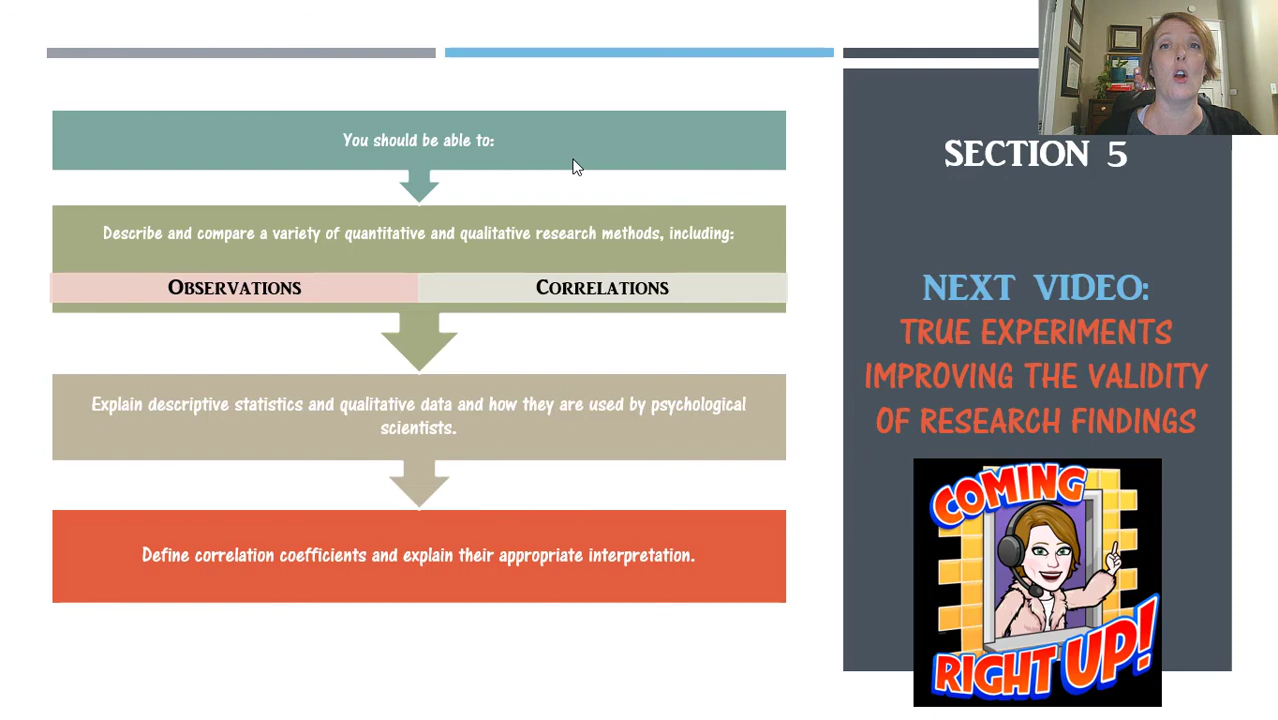 You should be able to:
Describe and compare a variety of quantitative and qualitative research methods, including:
OBSERVATIONS
CORRELATIONS
Explain descriptive statistics and qualitative data and how they are used by psychological
scientists.
Define correlation coefficients and explain their appropriate interpretation.
SECTION 5
NEXT VIDEO:
TRUE EXPERIMENTS
IMPROVING THE VALIDITY
OF RESEARCH FINDINGS
COMING
RIGHT UP!